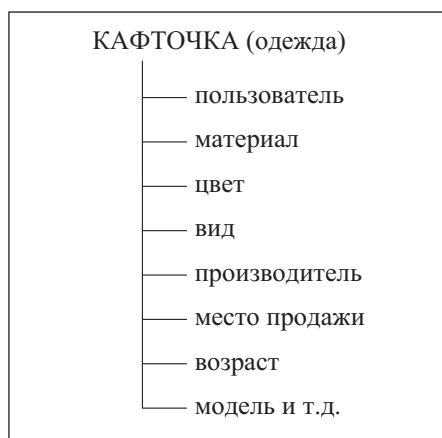 КАФТОЧКА (одежда)
пользователь
материал
цвет
вид
производитель
место продажи
возраст
модель и т.д.